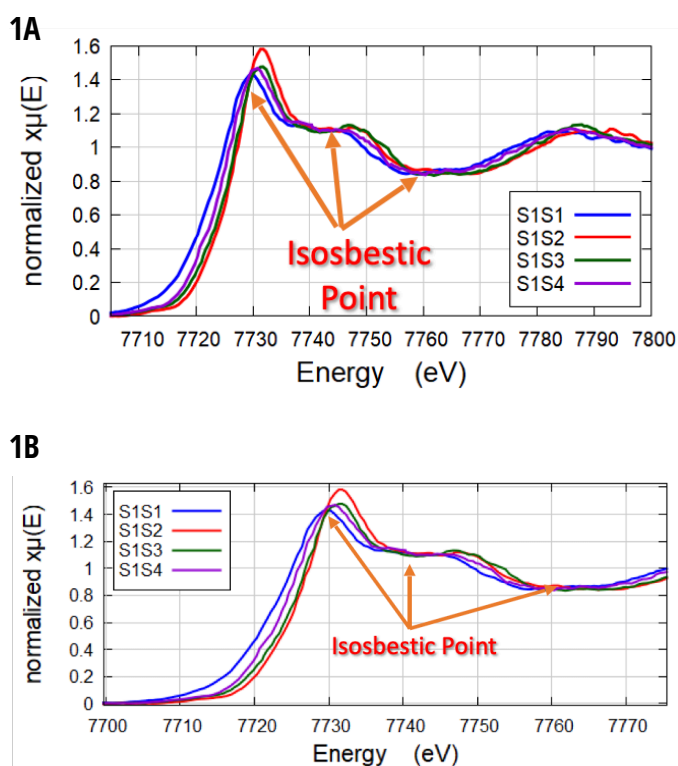 1A
1.6
1.4
1.2
1
0.8
0.6
0.4
0.2
0
normalized xμ(E)
Isosbestic
Point
S1S1
S1S2
S1S3
S1S4
7710 7720 7730 7740 7750 7760 7770 7780 7790 7800
Energy (eV)
1B
1.6
1.4
1.2
1
0.8
0.6
0.4
0.2
0
normalized xμ(E)
S1S1
S1S2
S1S3
S1S4
Isosbestic Point
7700 7710 7720 7730 7740 7750 7760 7770
Energy (eV)